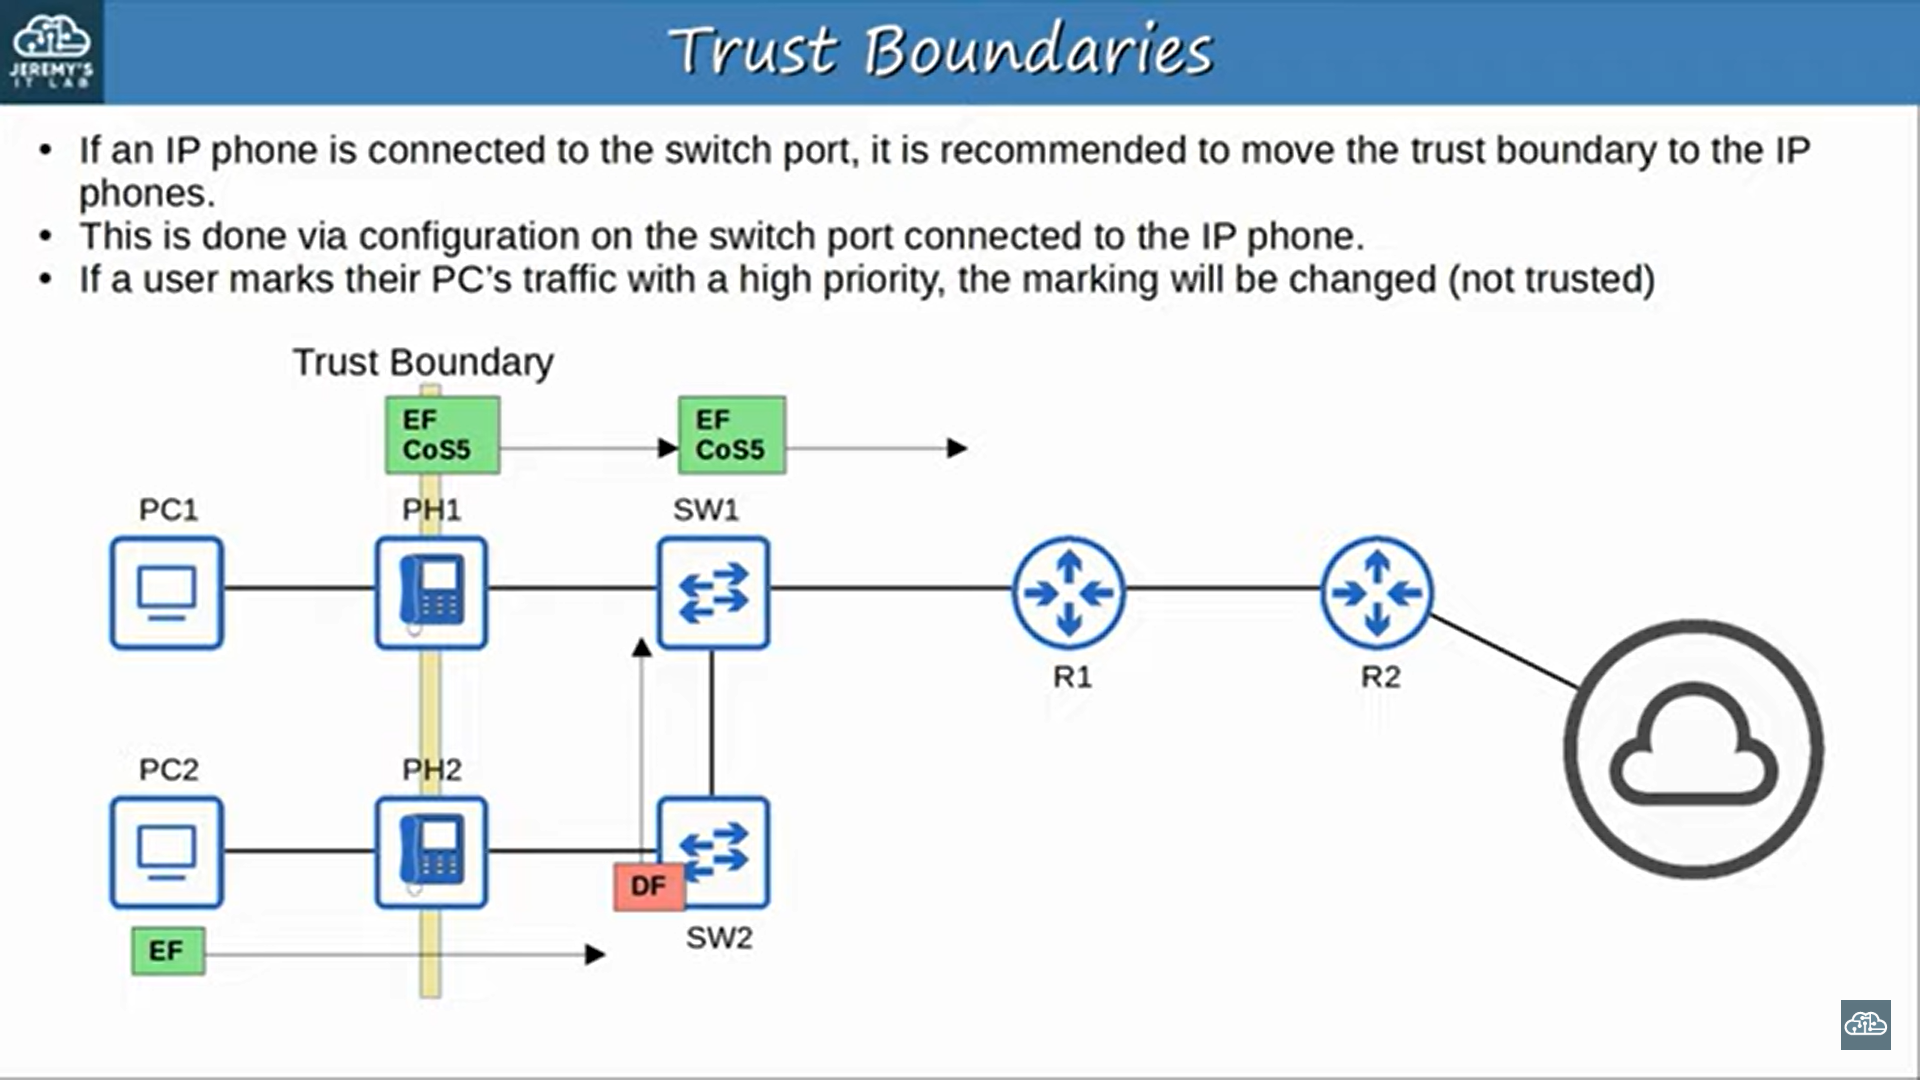 JEREMY'S
IT LAB
Trust Boundaries
• If an IP phone is connected to the switch port, it is recommended to move the trust boundary to the IP
phones.
• This is done via configuration on the switch port connected to the IP phone.
• If a user marks their PC's traffic with a high priority, the marking will be changed (not trusted)
Trust Boundary
EF
CoS5
EF
CoS5
PC1
PH1
SW1
R1
R2
PC2
PH2
DF
SW2
EF